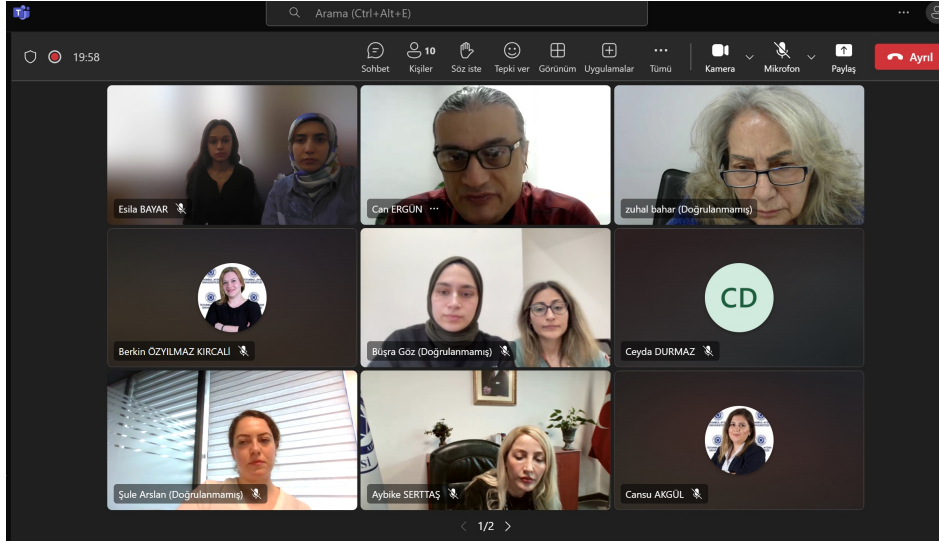 Arama (Ctrl+Alt+E)
19:58
Sohbet
10
Kişiler
Söz iste
Tepki ver
Görünüm
Uygulamalar
Tümü
Kamera
Mikrofon
Paylaş
Ayrıl
Esila BAYAR
Can ERGÜN
zuhal bahar (Doğrulanmamış)
Berkin ÖZYILMAZ KIRCALİ
Büşra Göz (Doğrulanmamış)
CD
Ceyda DURMAZ
Şule Arslan (Doğrulanmamış)
Aybike SERTTAŞ
Cansu AKGÜL
1/2